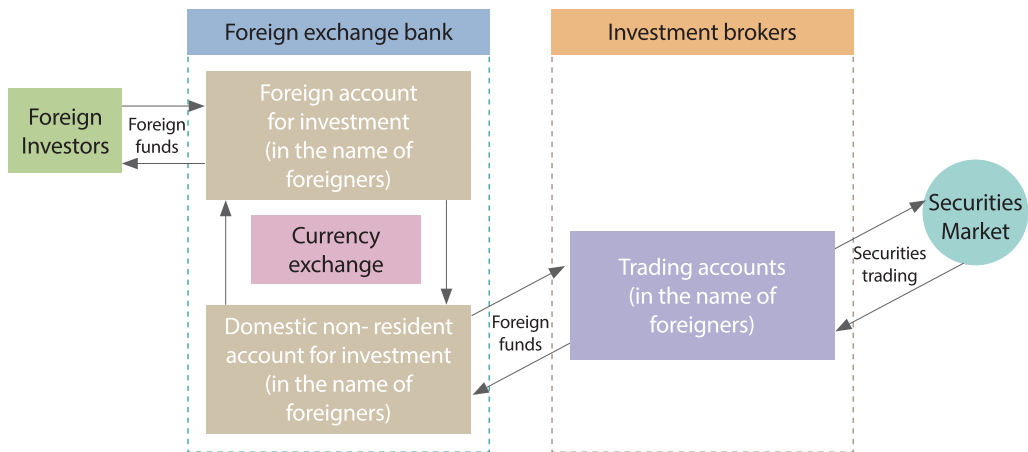 Foreign exchange bank
Investment brokers
Foreign
Investors
Foreign
funds
Foreign account
for investment
(in the name of
foreigners)
Currency
exchange
Domestic non- resident
account for investment
(in the name of
foreigners)
Foreign
funds
Trading accounts
(in the name of
foreigners)
Securities
trading
Securities
Market